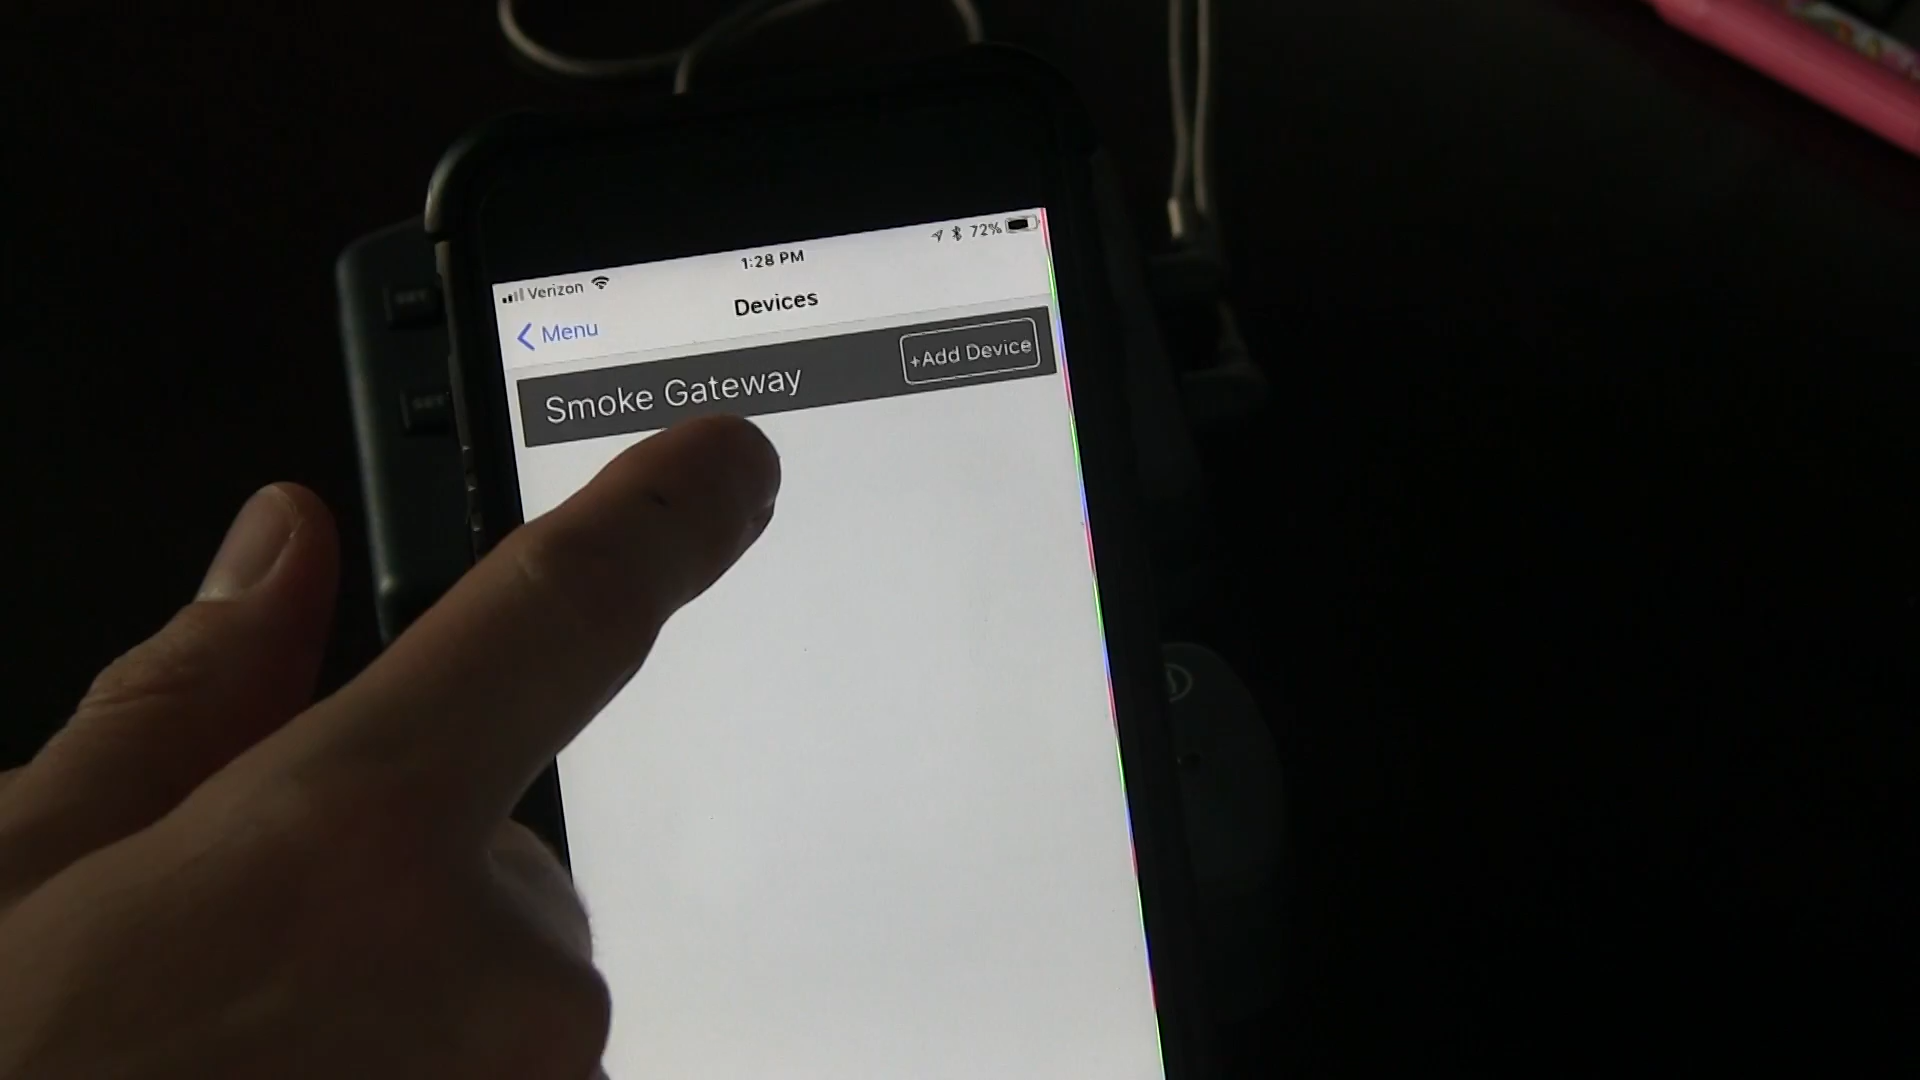 1:28 PM
72%
Verizon
Devices
Menu
+Add Device
Smoke Gateway